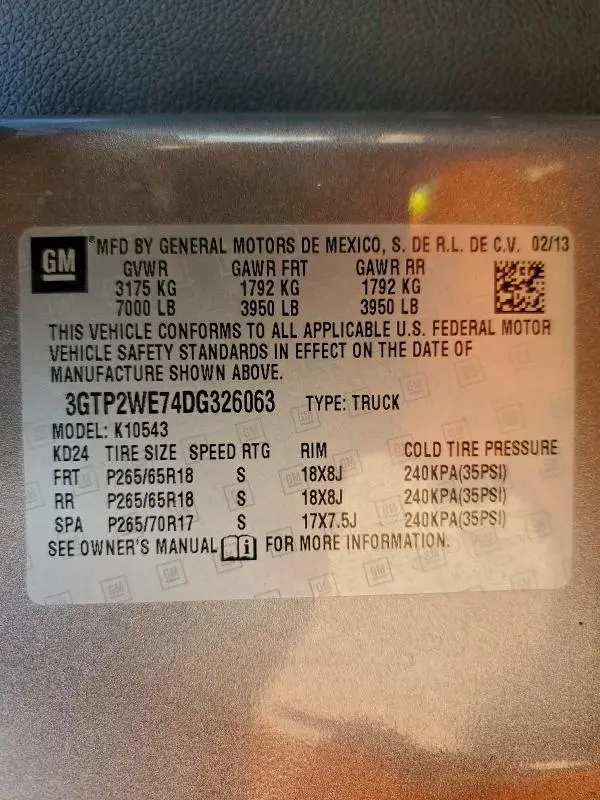 GM ®MFD BY GENERAL MOTORS DE MEXICO, S. DE R.L. DE C.V. 02/13
GVWR GAWR FRT GAWR RR
3175 KG 1792 KG 1792 KG
7000 LB 3950 LB 3950 LB
THIS VEHICLE CONFORMS TO ALL APPLICABLE U.S. FEDERAL MOTOR
VEHICLE SAFETY STANDARDS IN EFFECT ON THE DATE OF
MANUFACTURE SHOWN ABOVE.
3GTP2WE74DG326063 TYPE: TRUCK
MODEL: K10543
KD24 TIRE SIZE SPEED RTG RIM COLD TIRE PRESSURE
FRT P265/65R18 S 18X8J 240KPA(35PSI)
RR P265/65R18 S 18X8J 240KPA(35PSI)
SPA P265/70R17 S 17X7.5J 240KPA(35PSI)
SEE OWNER'S MANUAL i FOR MORE INFORMATION.